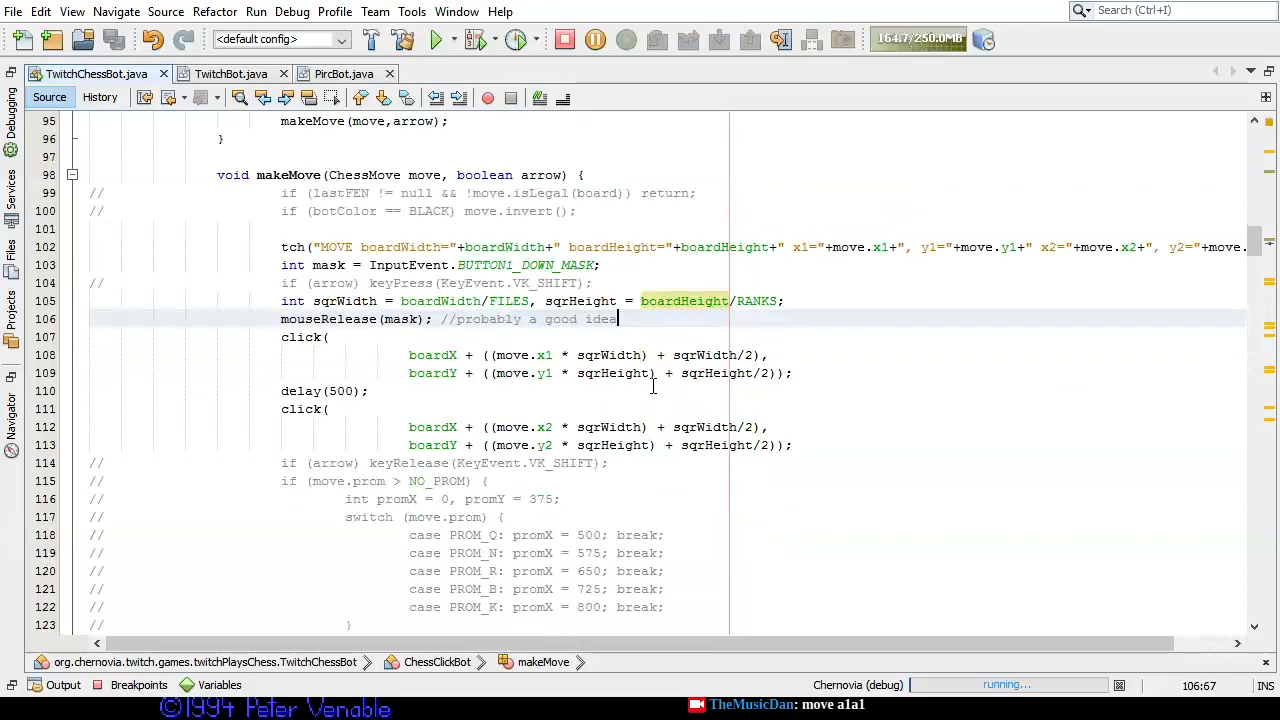 File Edit View Navigate Source Refactor Run Debug Profile Team Tools Window Help
Search (Ctrl+I)
<default config>
164.7/250.0MB
TwitchChessBot.java TwitchBot.java PircBot.java
Source History
Debugging
Services
Files
Projects
Navigator
95 makeMove(move,arrow);
96 }
97
98 void makeMove(ChessMove move, boolean arrow) {
99 // if (lastFEN != null && !move.isLegal(board)) return;
100 // if (botColor == BLACK) move.invert();
101
102 tch("MOVE boardWidth="+boardWidth+" boardHeight="+boardHeight+" x1="+move.x1+", y1="+move.y1+" x2="+move.x2+", y2="+move.
103 int mask = InputEvent.BUTTON1_DOWN_MASK;
104 // if (arrow) keyPress(KeyEvent.VK_SHIFT);
105 int sqrWidth = boardWidth/FILES, sqrHeight = boardHeight/RANKS;
106 mouseRelease(mask); //probably a good idea
107 click(
108 boardX + ((move.x1 * sqrWidth) + sqrWidth/2),
109 boardY + ((move.y1 * sqrHeight) + sqrHeight/2));
110 delay(500);
111 click(
112 boardX + ((move.x2 * sqrWidth) + sqrWidth/2),
113 boardY + ((move.y2 * sqrHeight) + sqrHeight/2));
114 // if (arrow) keyRelease(KeyEvent.VK_SHIFT);
115 // if (move.prom > NO_PROM) {
116 // int promX = 0, promY = 375;
117 // switch (move.prom) {
118 // case PROM_Q: promX = 500; break;
119 // case PROM_N: promX = 575; break;
120 // case PROM_R: promX = 650; break;
121 // case PROM_B: promX = 725; break;
122 // case PROM_K: promX = 800; break;
123 // }
org.chernovia.twitch.games.twitchPlaysChess.TwitchChessBot ChessClickBot makeMove
Output Breakpoints Variables Chernovia (debug) running... 106:67 INS
©1994 Peter Venable
TheMusicDan: move a1a1